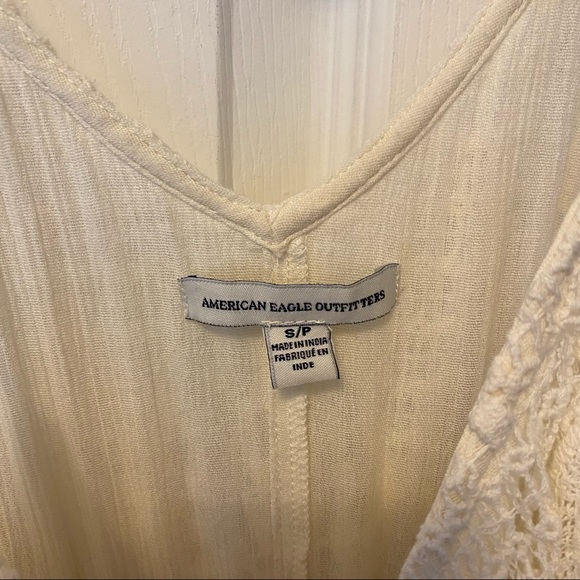 AMERICAN EAGLE OUTFITTERS
S/P
MADE IN INDIA
FABRIQUÉ EN
INDE